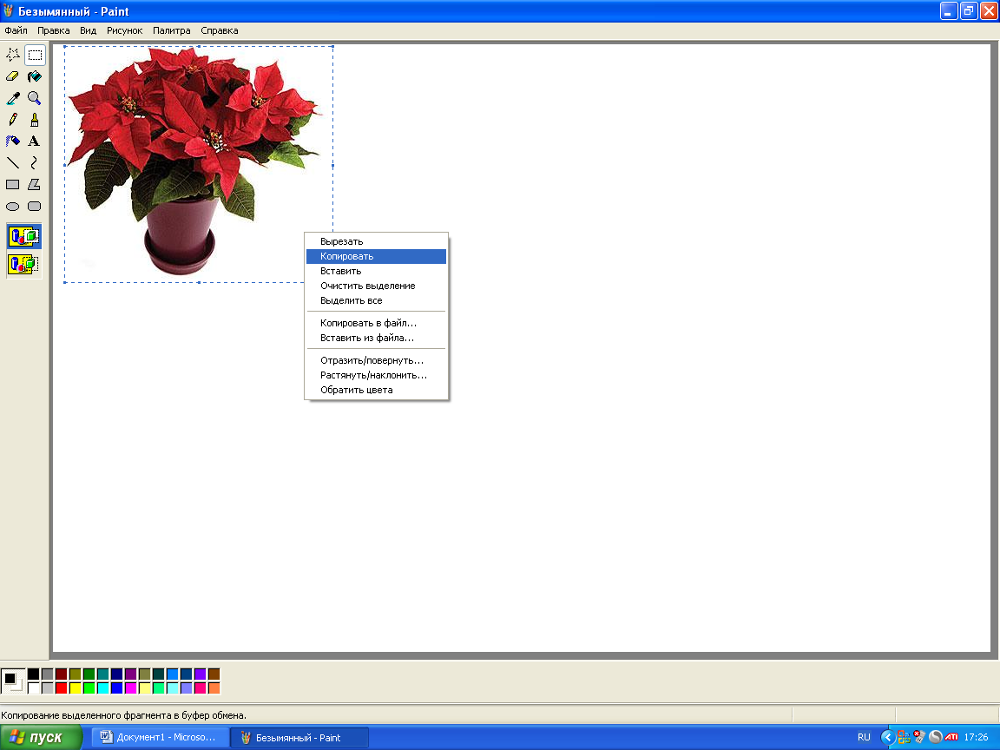 Безымянный - Paint
Файл Правка Вид Рисунок Палитра Справка
A
Вырезать
Копировать
Вставить
Очистить выделение
Выделить все
Копировать в файл...
Вставить из файла...
Отразить/повернуть...
Растянуть/наклонить...
Обратить цвета
Копирование выделенного фрагмента в буфер обмена.
пуск Документ1 - Microso... Безымянный - Paint RU ATI 17:26